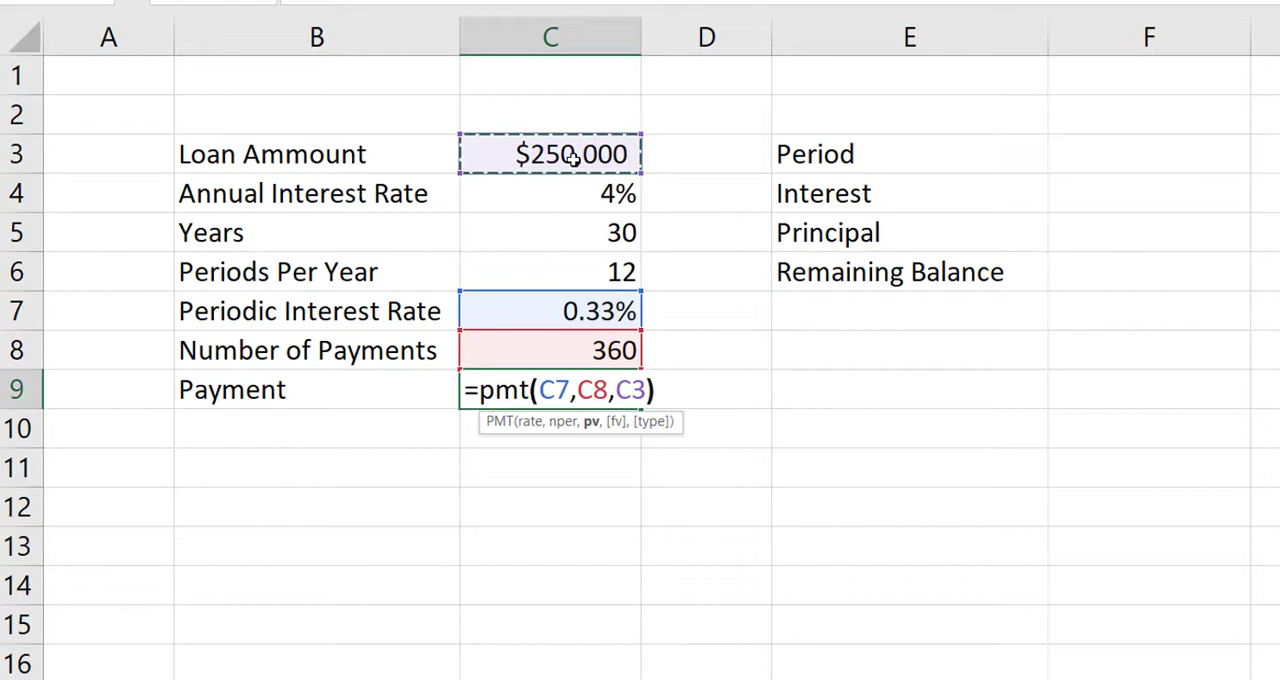 A B C D E F
1
2
3 Loan Ammount $250,000 Period
4 Annual Interest Rate 4% Interest
5 Years 30 Principal
6 Periods Per Year 12 Remaining Balance
7 Periodic Interest Rate 0.33%
8 Number of Payments 360
9 Payment =pmt(C7,C8,C3)
PMT(rate, nper, pv, [fv], [type])
10
11
12
13
14
15
16